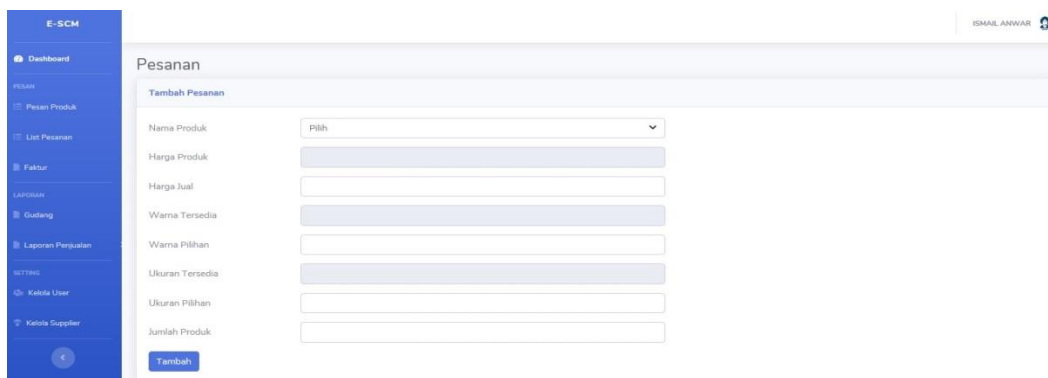 E-SCM
ISMAIL ANWAR
Dashboard
PESAN
Pesan Produk
List Pesanan
Faktur
LAPORAN
Gudang
Laporan Penjualan
SETTING
Kelola User
Kelola Supplier
Pesanan
Tambah Pesanan
Nama Produk
Pilih
Harga Produk
Harga Jual
Warna Tersedia
Warna Pilihan
Ukuran Tersedia
Ukuran Pilihan
Jumlah Produk
Tambah